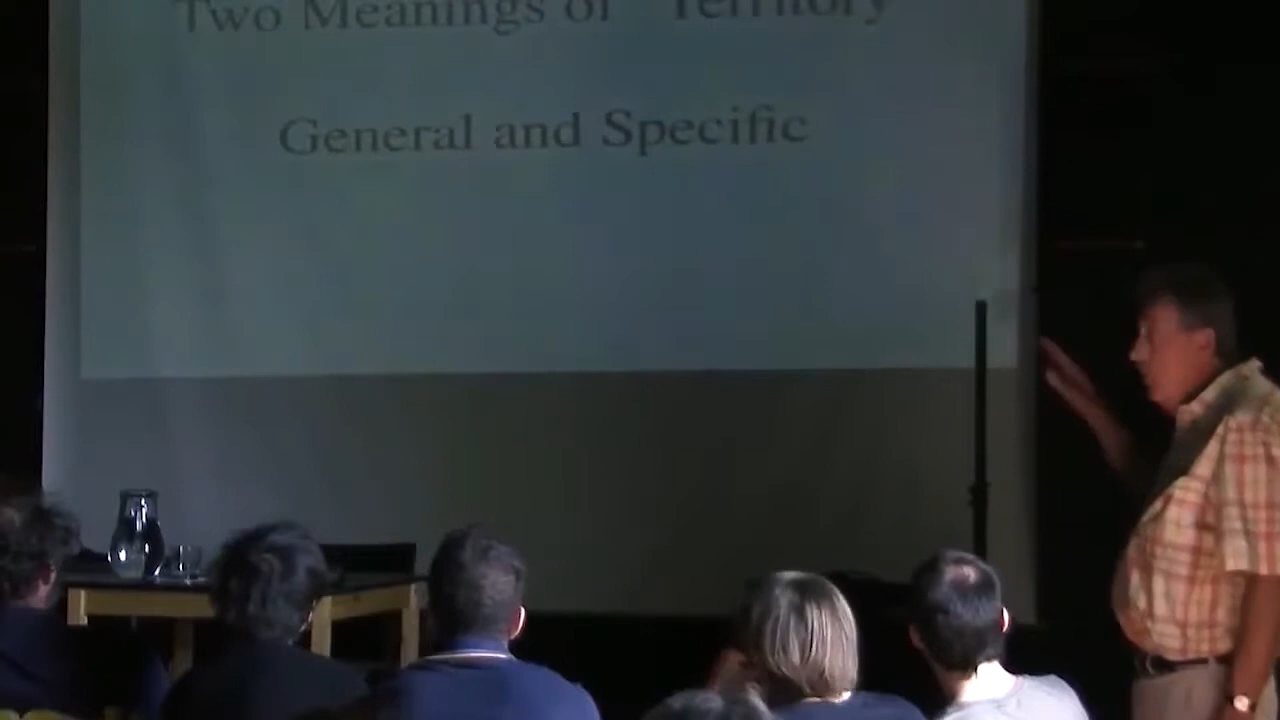 Two Meanings of "Territory
General and Specific